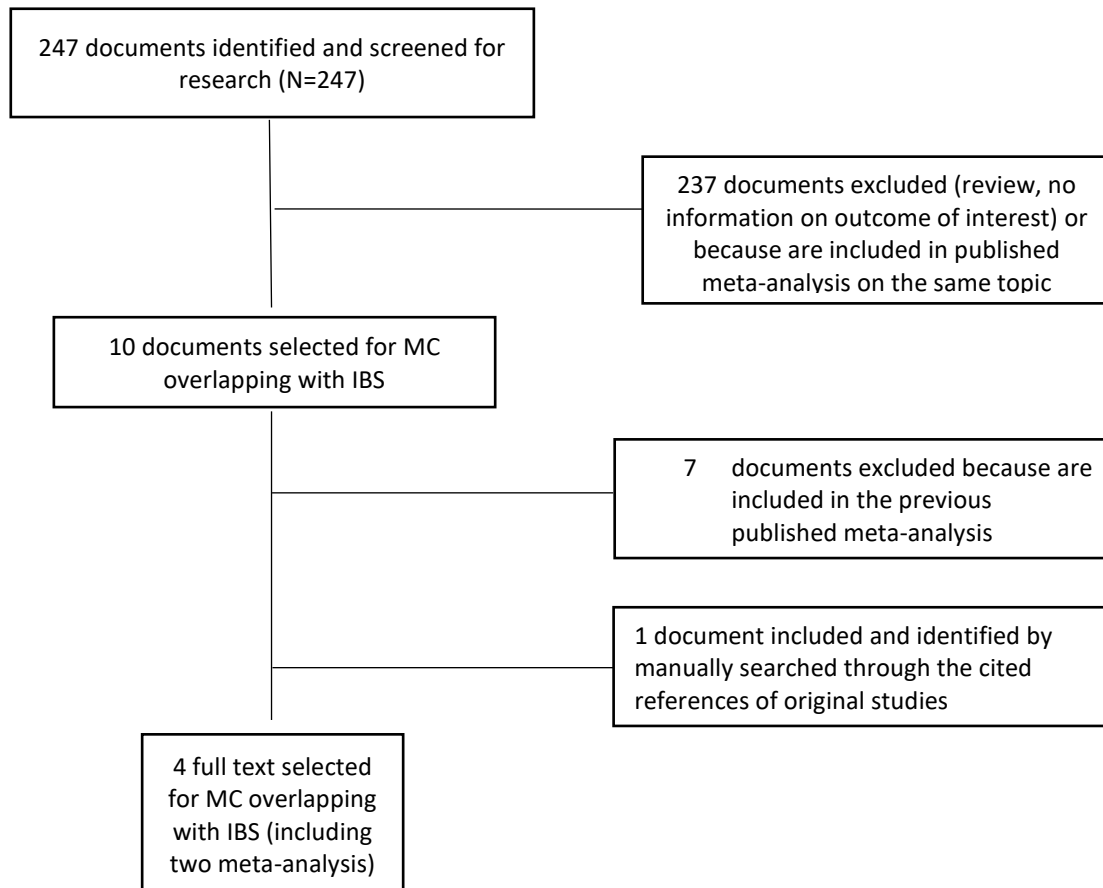 247 documents identified and screened for
research (N=247)
237 documents excluded (review, no
information on outcome of interest) or
because are included in published
meta-analysis on the same topic
10 documents selected for MC
overlapping with IBS
7 documents excluded because are
included in the previous
published meta-analysis
1 document included and identified by
manually searched through the cited
references of original studies
4 full text selected
for MC overlapping
with IBS (including
two meta-analysis)